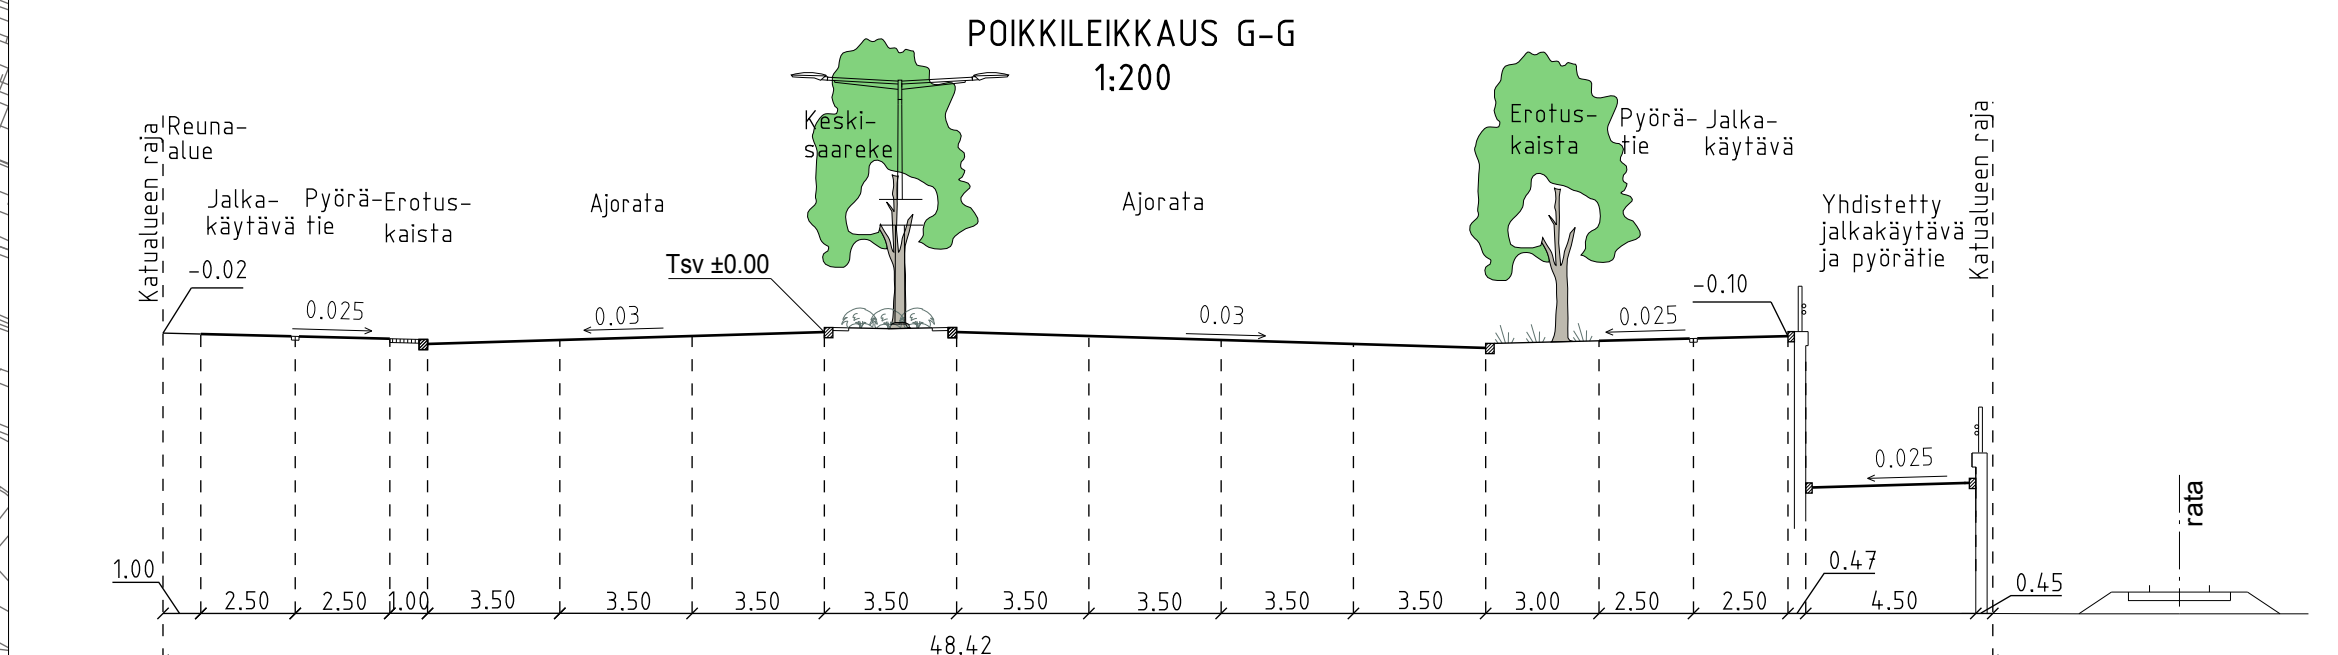 POIKKILEIKKAUS G-G
1:200
Katualueen raja
Reuna-
alue
Jalka-
käytävä
Pyörä-
tie
Erotus-
kaista
Ajorata
Keski-
saareke
Ajorata
Erotus-
kaista
Pyörä-
tie
Jalka-
käytävä
Yhdistetty
jalkakäytävä
ja pyörätie
Katualueen raja
-0.02
0.025
0.03
Tsv ±0.00
0.03
0.025
-0.10
0.025
rata
1.00
2.50
2.50
1.00
3.50
3.50
3.50
3.50
3.50
3.50
3.50
3.50
3.00
2.50
2.50
0.47
4.50
0.45
48,42